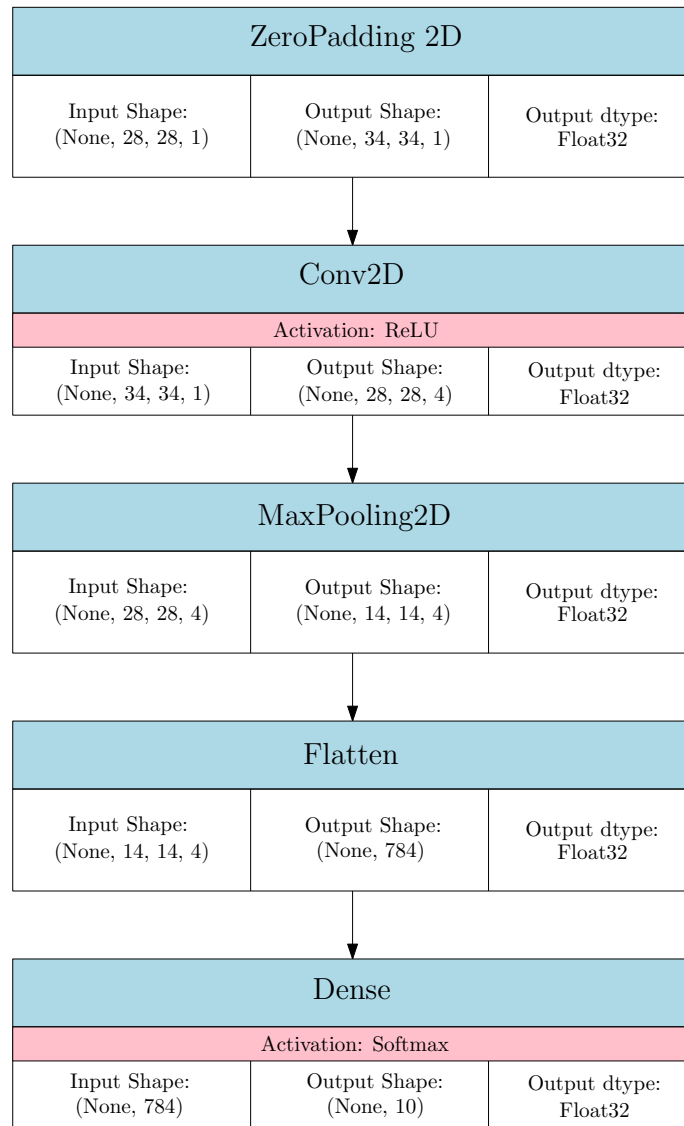 ZeroPadding 2D
Input Shape:
(None, 28, 28, 1)
Output Shape:
(None, 34, 34, 1)
Output dtype:
Float32
Conv2D
Activation: ReLU
Input Shape:
(None, 34, 34, 1)
Output Shape:
(None, 28, 28, 4)
Output dtype:
Float32
MaxPooling2D
Input Shape:
(None, 28, 28, 4)
Output Shape:
(None, 14, 14, 4)
Output dtype:
Float32
Flatten
Input Shape:
(None, 14, 14, 4)
Output Shape:
(None, 784)
Output dtype:
Float32
Dense
Activation: Softmax
Input Shape:
(None, 784)
Output Shape:
(None, 10)
Output dtype:
Float32